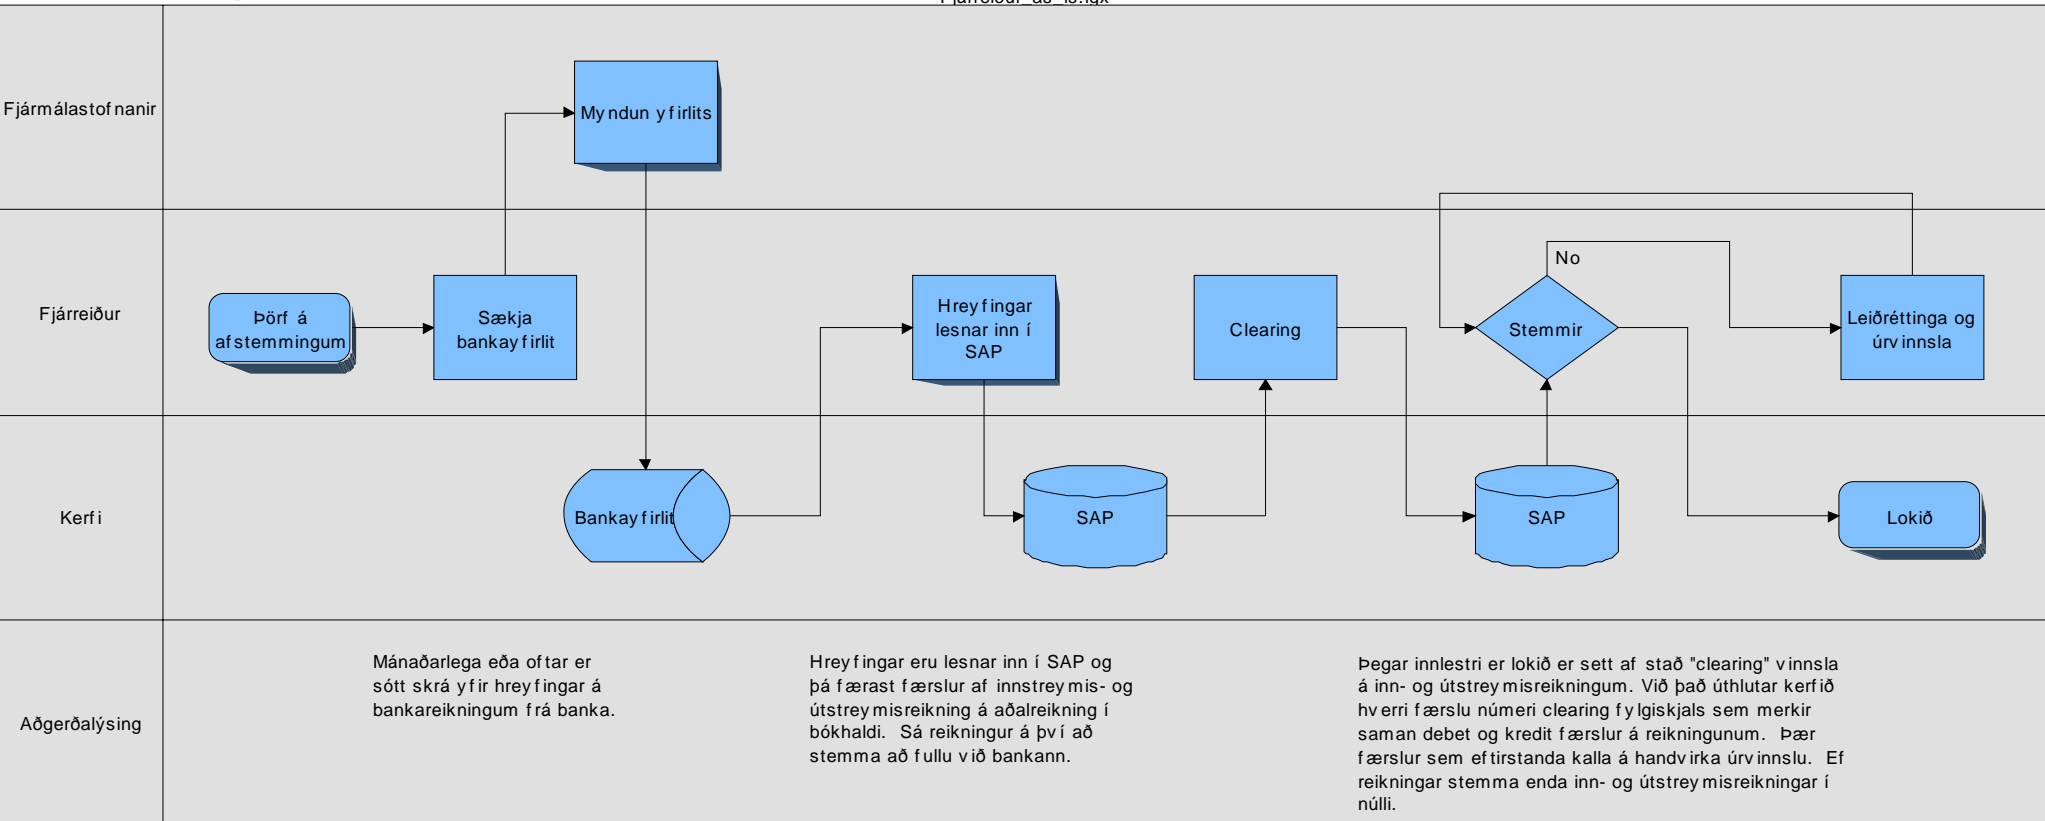 Fjármálastofnanir
Myndun yfirlits
Fjárreiður
Þörf á
afstemmingum
Sækja
bankayfirlit
Hreyfingar
lesnar inn í
SAP
Clearing
No
Stemmir
Leiðréttinga og
úrvinnsla
Kerfi
Bankayfirlit
SAP
SAP
Lokið
Aðgerðalýsing
Mánaðarlega eða oftar er
sótt skrá yfir hreyfingar á
bankareikningum frá banka.
Hreyfingar eru lesnar inn í SAP og
þá færast færslur af innstreymis- og
útstreymisreikning á aðalreikning í
bókhaldi. Sá reikningur á því að
stemma að fullu við bankann.
Þegar innlestri er lokið er sett af stað "clearing" vinnsla
á inn- og útstreymisreikningum. Við það úthlutar kerfið
hverri færslu númeri clearing fylgiskjals sem merkir
saman debet og kredit færslur á reikningunum. Þær
færslur sem eftirstanda kalla á handvirka úrvinnslu. Ef
reikningar stemma enda inn- og útstreymisreikningar í
núlli.